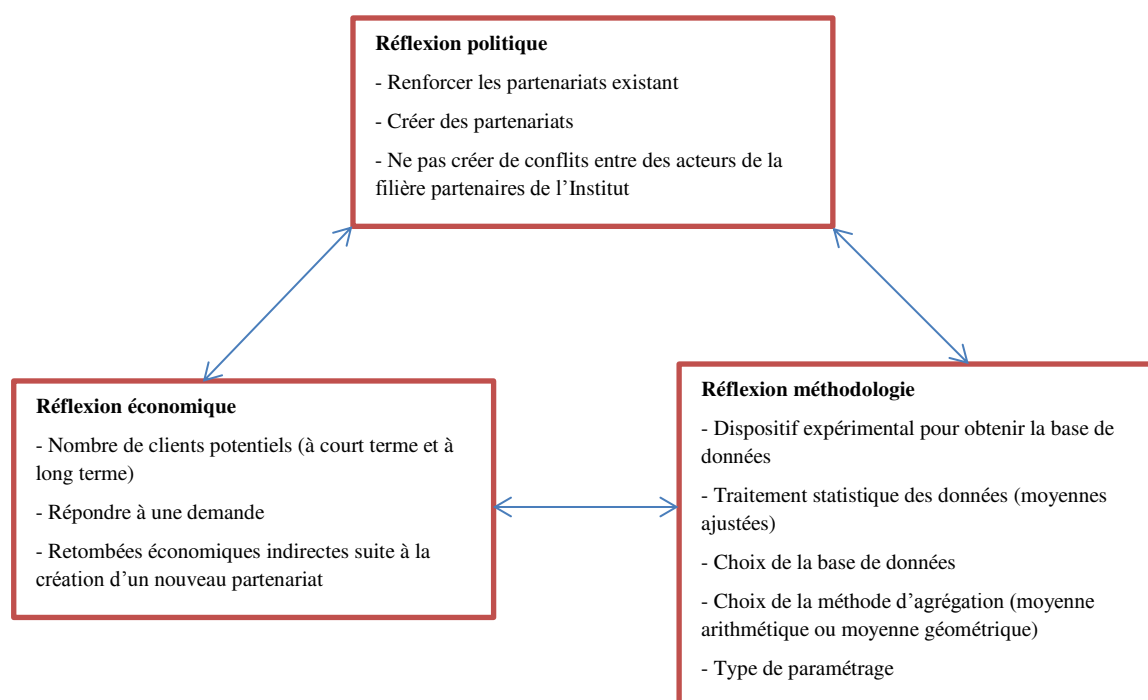 Réflexion politique
- Renforcer les partenariats existant
- Créer des partenariats
- Ne pas créer de conflits entre des acteurs de la
filière partenaires de l’Institut
Réflexion économique
- Nombre de clients potentiels (à court terme et à
long terme)
- Répondre à une demande
- Retombées économiques indirectes suite à la
création d’un nouveau partenariat
Réflexion méthodologie
- Dispositif expérimental pour obtenir la base de
données
- Traitement statistique des données (moyennes
ajustées)
- Choix de la base de données
- Choix de la méthode d’agrégation (moyenne
arithmétique ou moyenne géométrique)
- Type de paramétrage